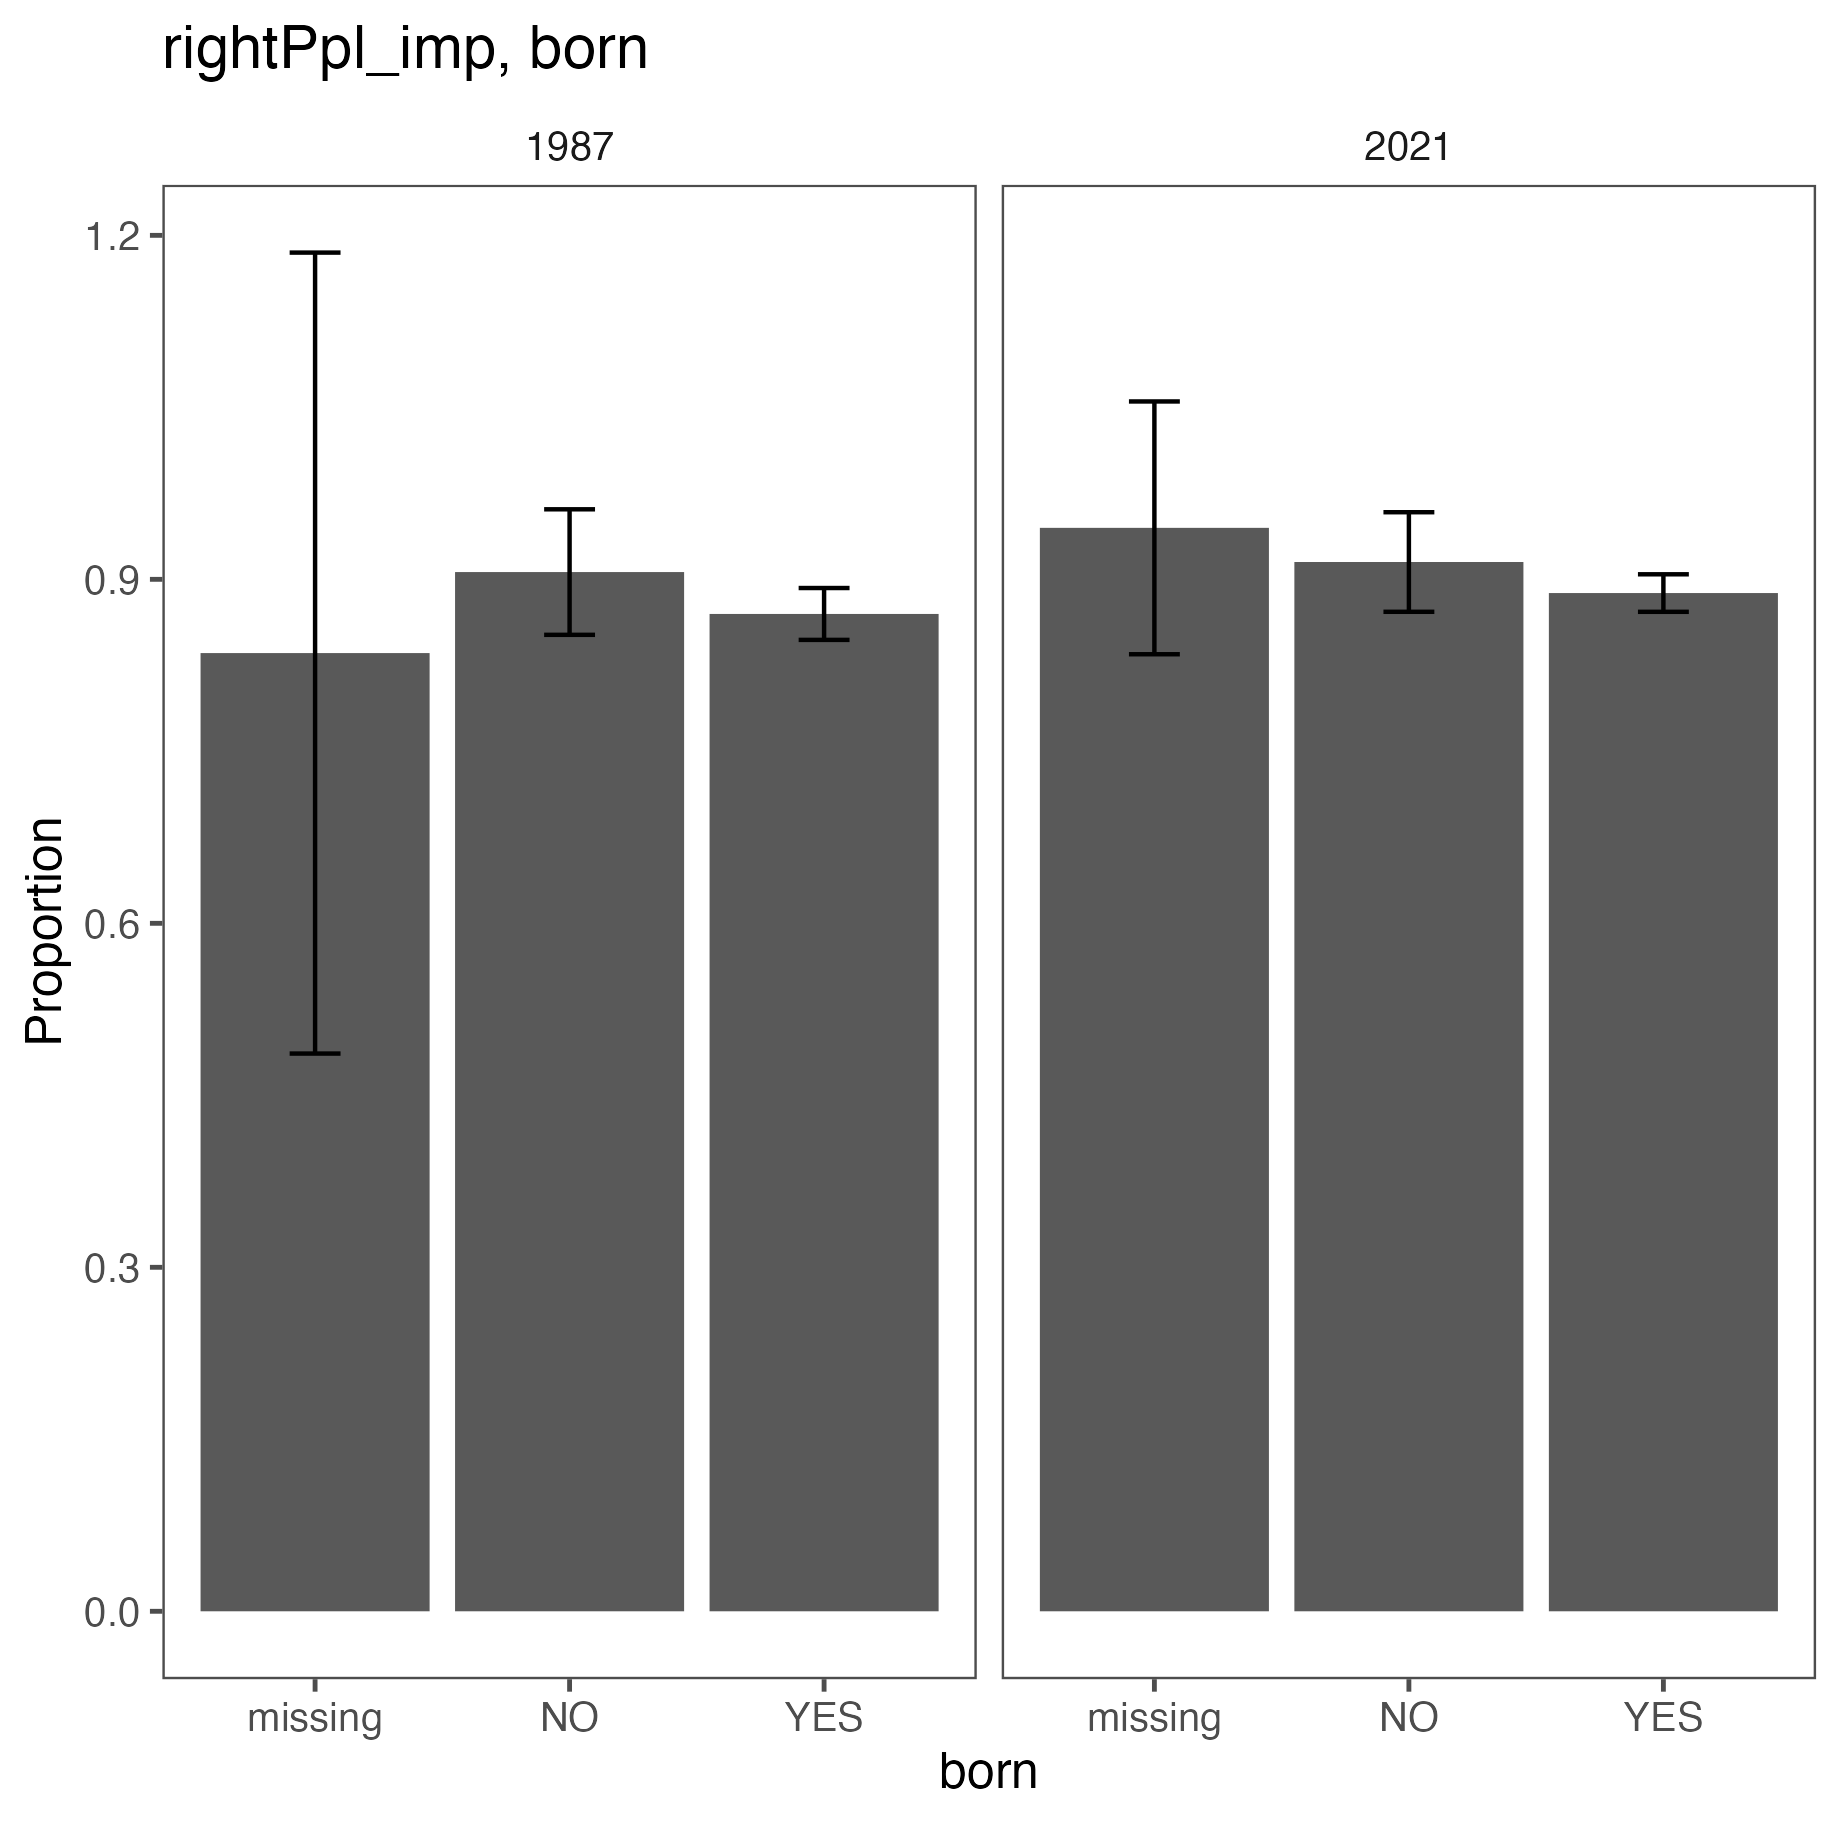 rightPpl_imp, born
1987 2021
1.2
0.9
0.6
0.3
0.0
Proportion
missing NO YES missing NO YES
born